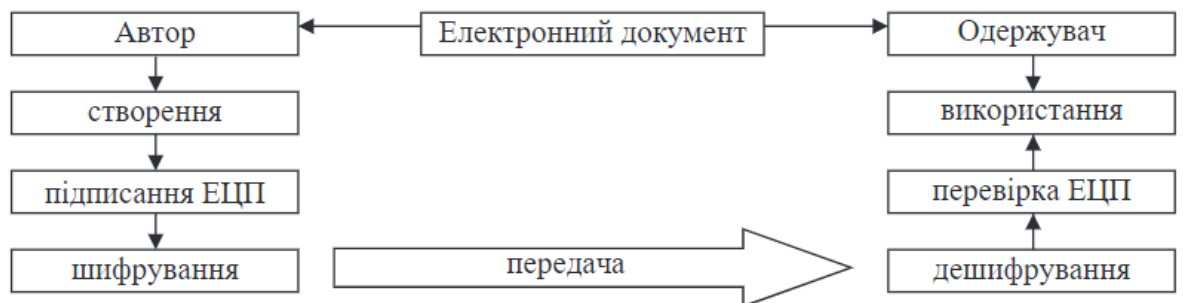 Автор
Електронний документ
Одержувач
створення
використання
підписання ЕЦП
перевірка ЕЦП
шифрування
передача
дешифрування